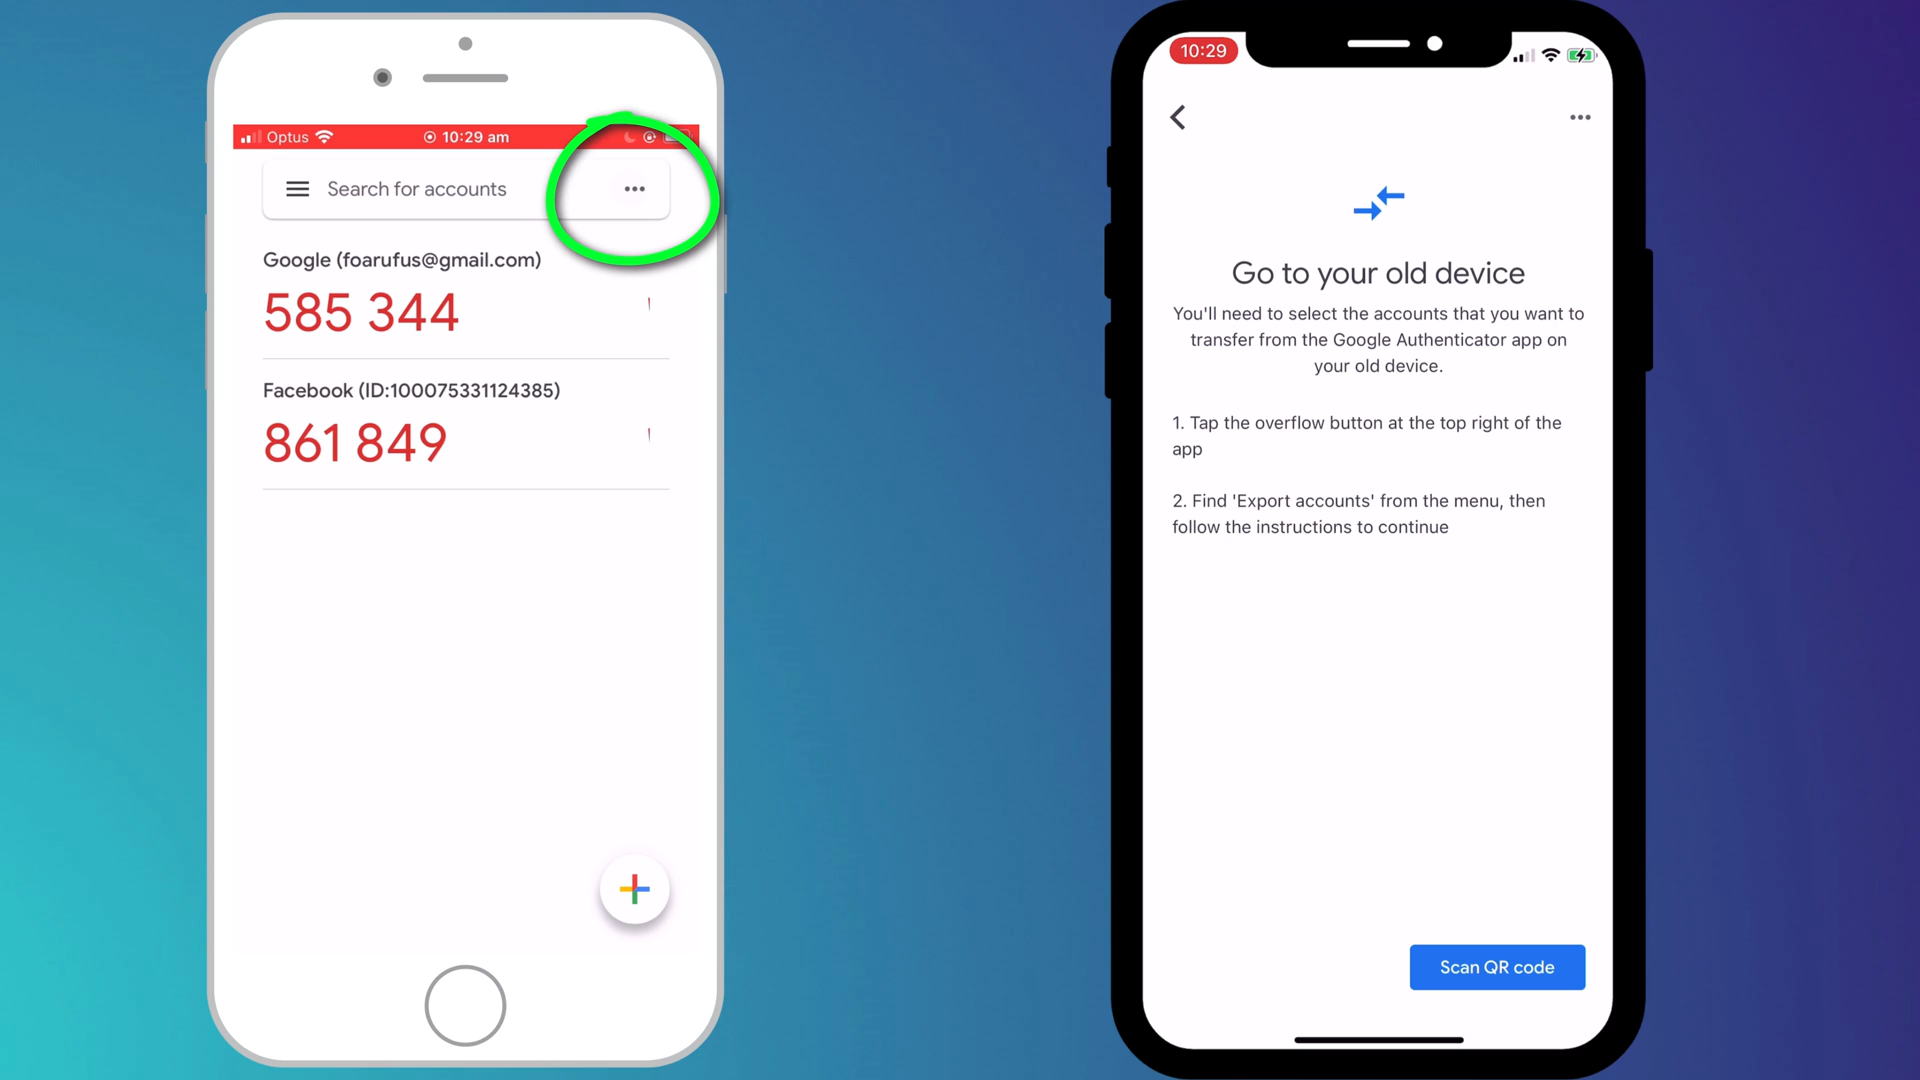 Optus
10:29 am
Search for accounts
Google (foarufus@gmail.com)
585 344
Facebook (ID:100075331124385)
861 849
10:29
Go to your old device
You'll need to select the accounts that you want to
transfer from the Google Authenticator app on
your old device.
1. Tap the overflow button at the top right of the
app
2. Find 'Export accounts' from the menu, then
follow the instructions to continue
Scan QR code